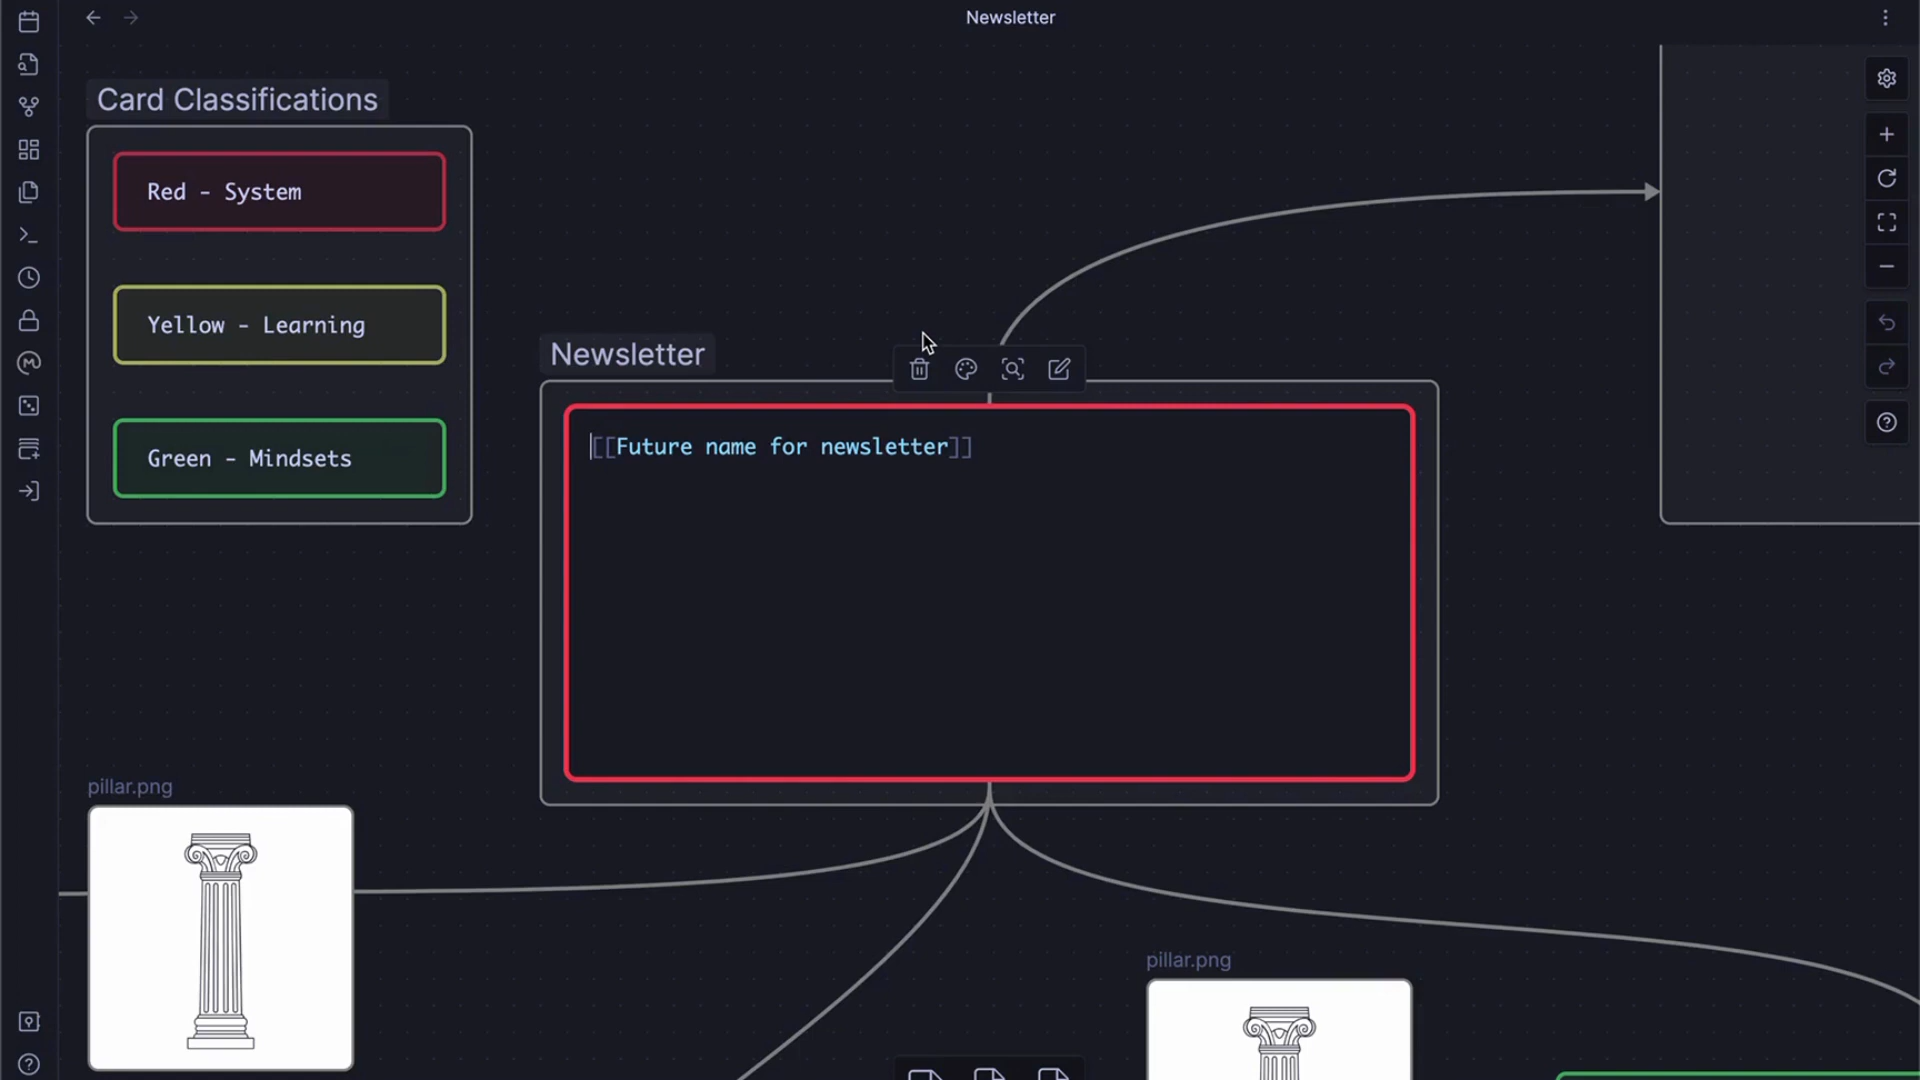 Newsletter
Card Classifications
Red - System
Yellow - Learning
Green - Mindsets
Newsletter
[[Future name for newsletter]]
pillar.png
pillar.png